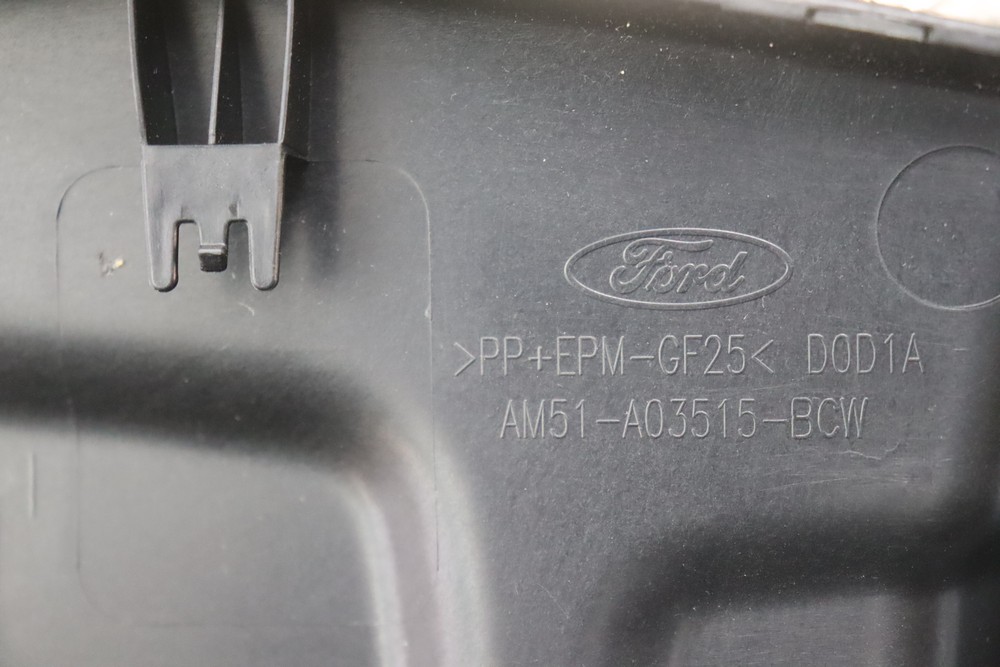 Ford
>PP+EPM-GF25< D0D1A
AM51-A03515-BCW